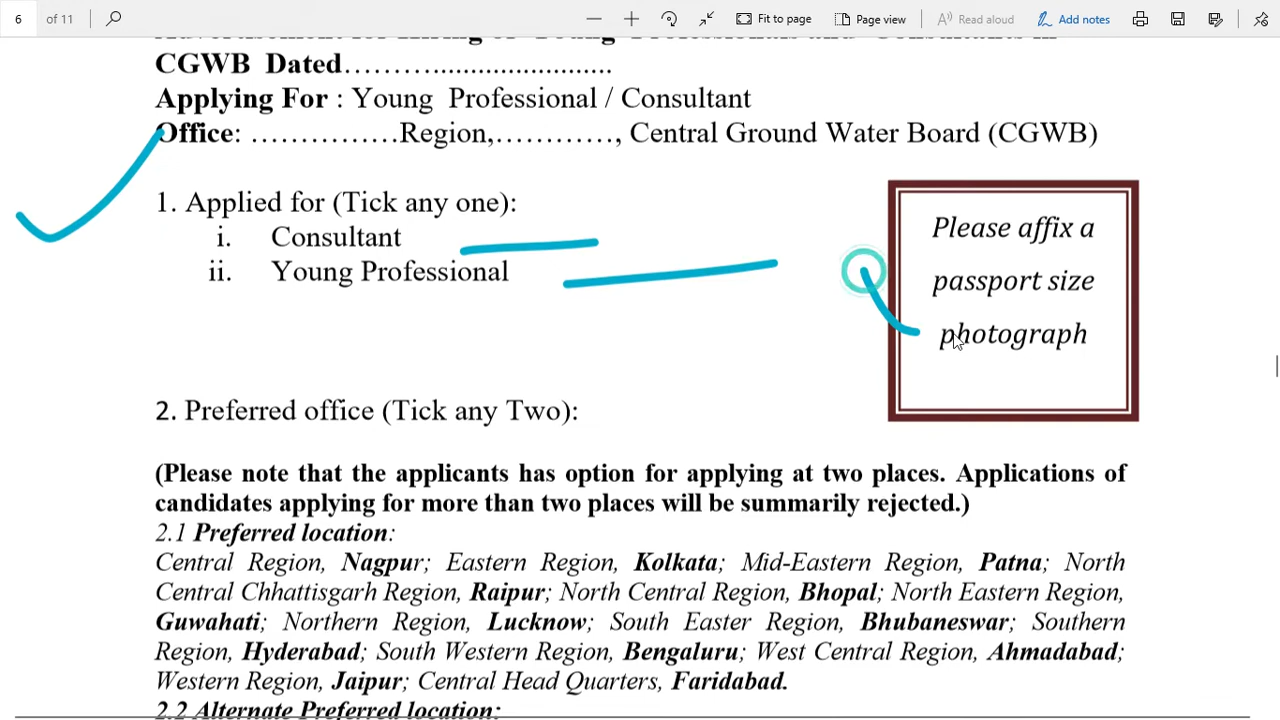 6 of 11 Fit to page Page view Read aloud Add notes
CGWB Dated………........................
Applying For : Young Professional / Consultant
Office: ……………Region,…………, Central Ground Water Board (CGWB)
1. Applied for (Tick any one):
i. Consultant
ii. Young Professional
Please affix a
passport size
photograph
2. Preferred office (Tick any Two):
(Please note that the applicants has option for applying at two places. Applications of
candidates applying for more than two places will be summarily rejected.)
2.1 Preferred location:
Central Region, Nagpur; Eastern Region, Kolkata; Mid-Eastern Region, Patna; North
Central Chhattisgarh Region, Raipur; North Central Region, Bhopal; North Eastern Region,
Guwahati; Northern Region, Lucknow; South Easter Region, Bhubaneswar; Southern
Region, Hyderabad; South Western Region, Bengaluru; West Central Region, Ahmadabad;
Western Region, Jaipur; Central Head Quarters, Faridabad.
2.2 Alternate Preferred location: